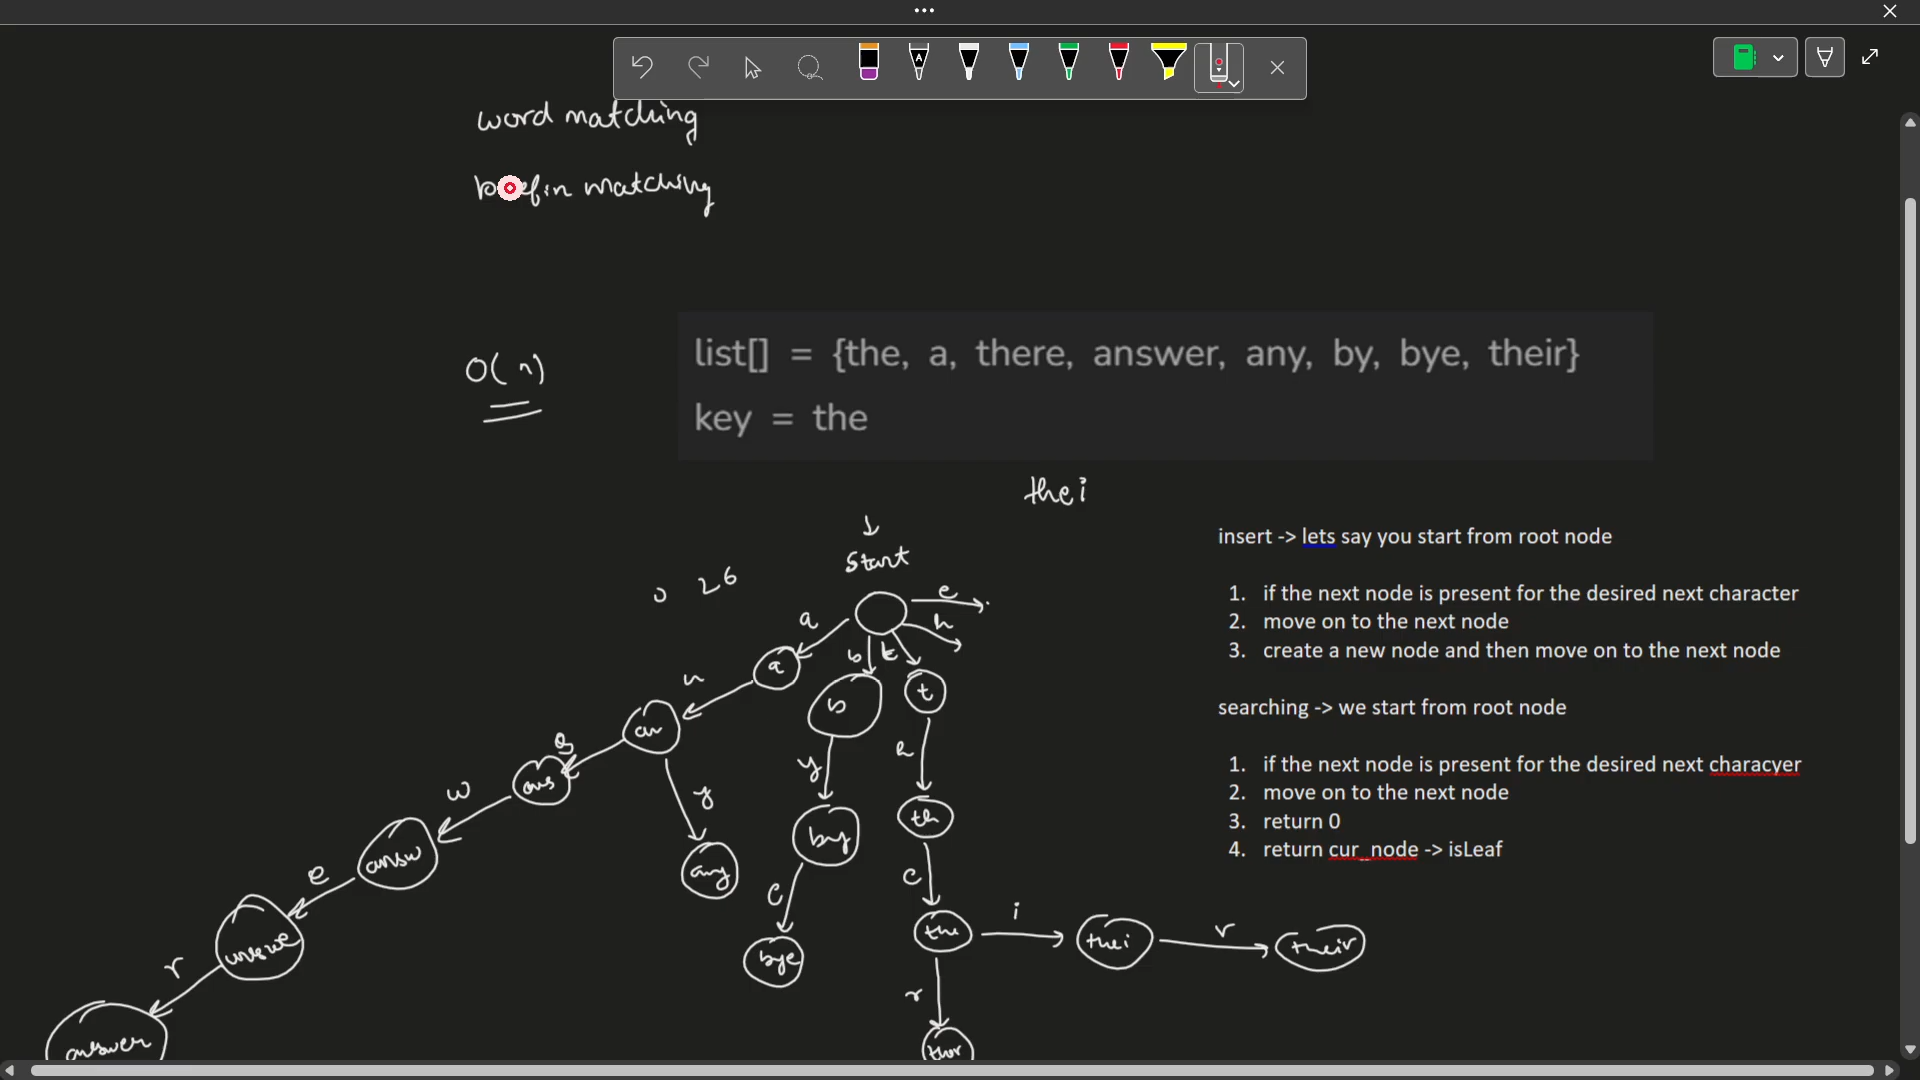 word matching
matching
O(n)
list[] = {the, a, there, answer, any, by, bye, their}
key = the
thei
Start
0 26
a b t e h
a
n
b
t
an
s
y
y
h
ans
w
any
by
th
answ
e
e
e
bye
the
i
thei
r
their
answe
r
r
answer
ther
insert -> lets say you start from root node
1. if the next node is present for the desired next character
2. move on to the next node
3. create a new node and then move on to the next node
searching -> we start from root node
1. if the next node is present for the desired next characyer
2. move on to the next node
3. return 0
4. return cur_node -> isLeaf